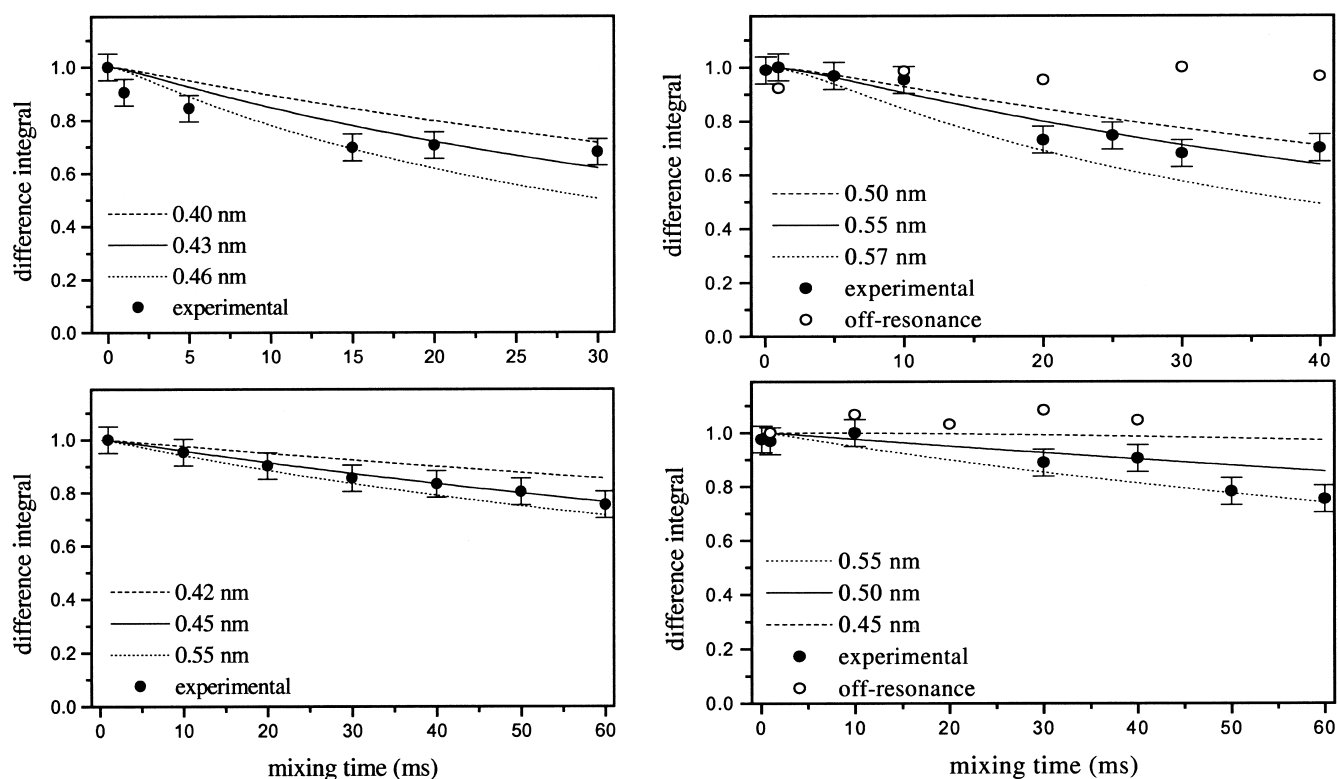 difference integral
1.0
0.8
0.6
0.4
0.2
0.0
0.40 nm
0.43 nm
0.46 nm
experimental
0 5 10 15 20 25 30
difference integral
1.0
0.8
0.6
0.4
0.2
0.0
0.50 nm
0.55 nm
0.57 nm
experimental
off-resonance
0 10 20 30 40
difference integral
1.0
0.8
0.6
0.4
0.2
0.0
0.42 nm
0.45 nm
0.55 nm
experimental
0 10 20 30 40 50 60
mixing time (ms)
difference integral
1.0
0.8
0.6
0.4
0.2
0.0
0.55 nm
0.50 nm
0.45 nm
experimental
off-resonance
0 10 20 30 40 50 60
mixing time (ms)